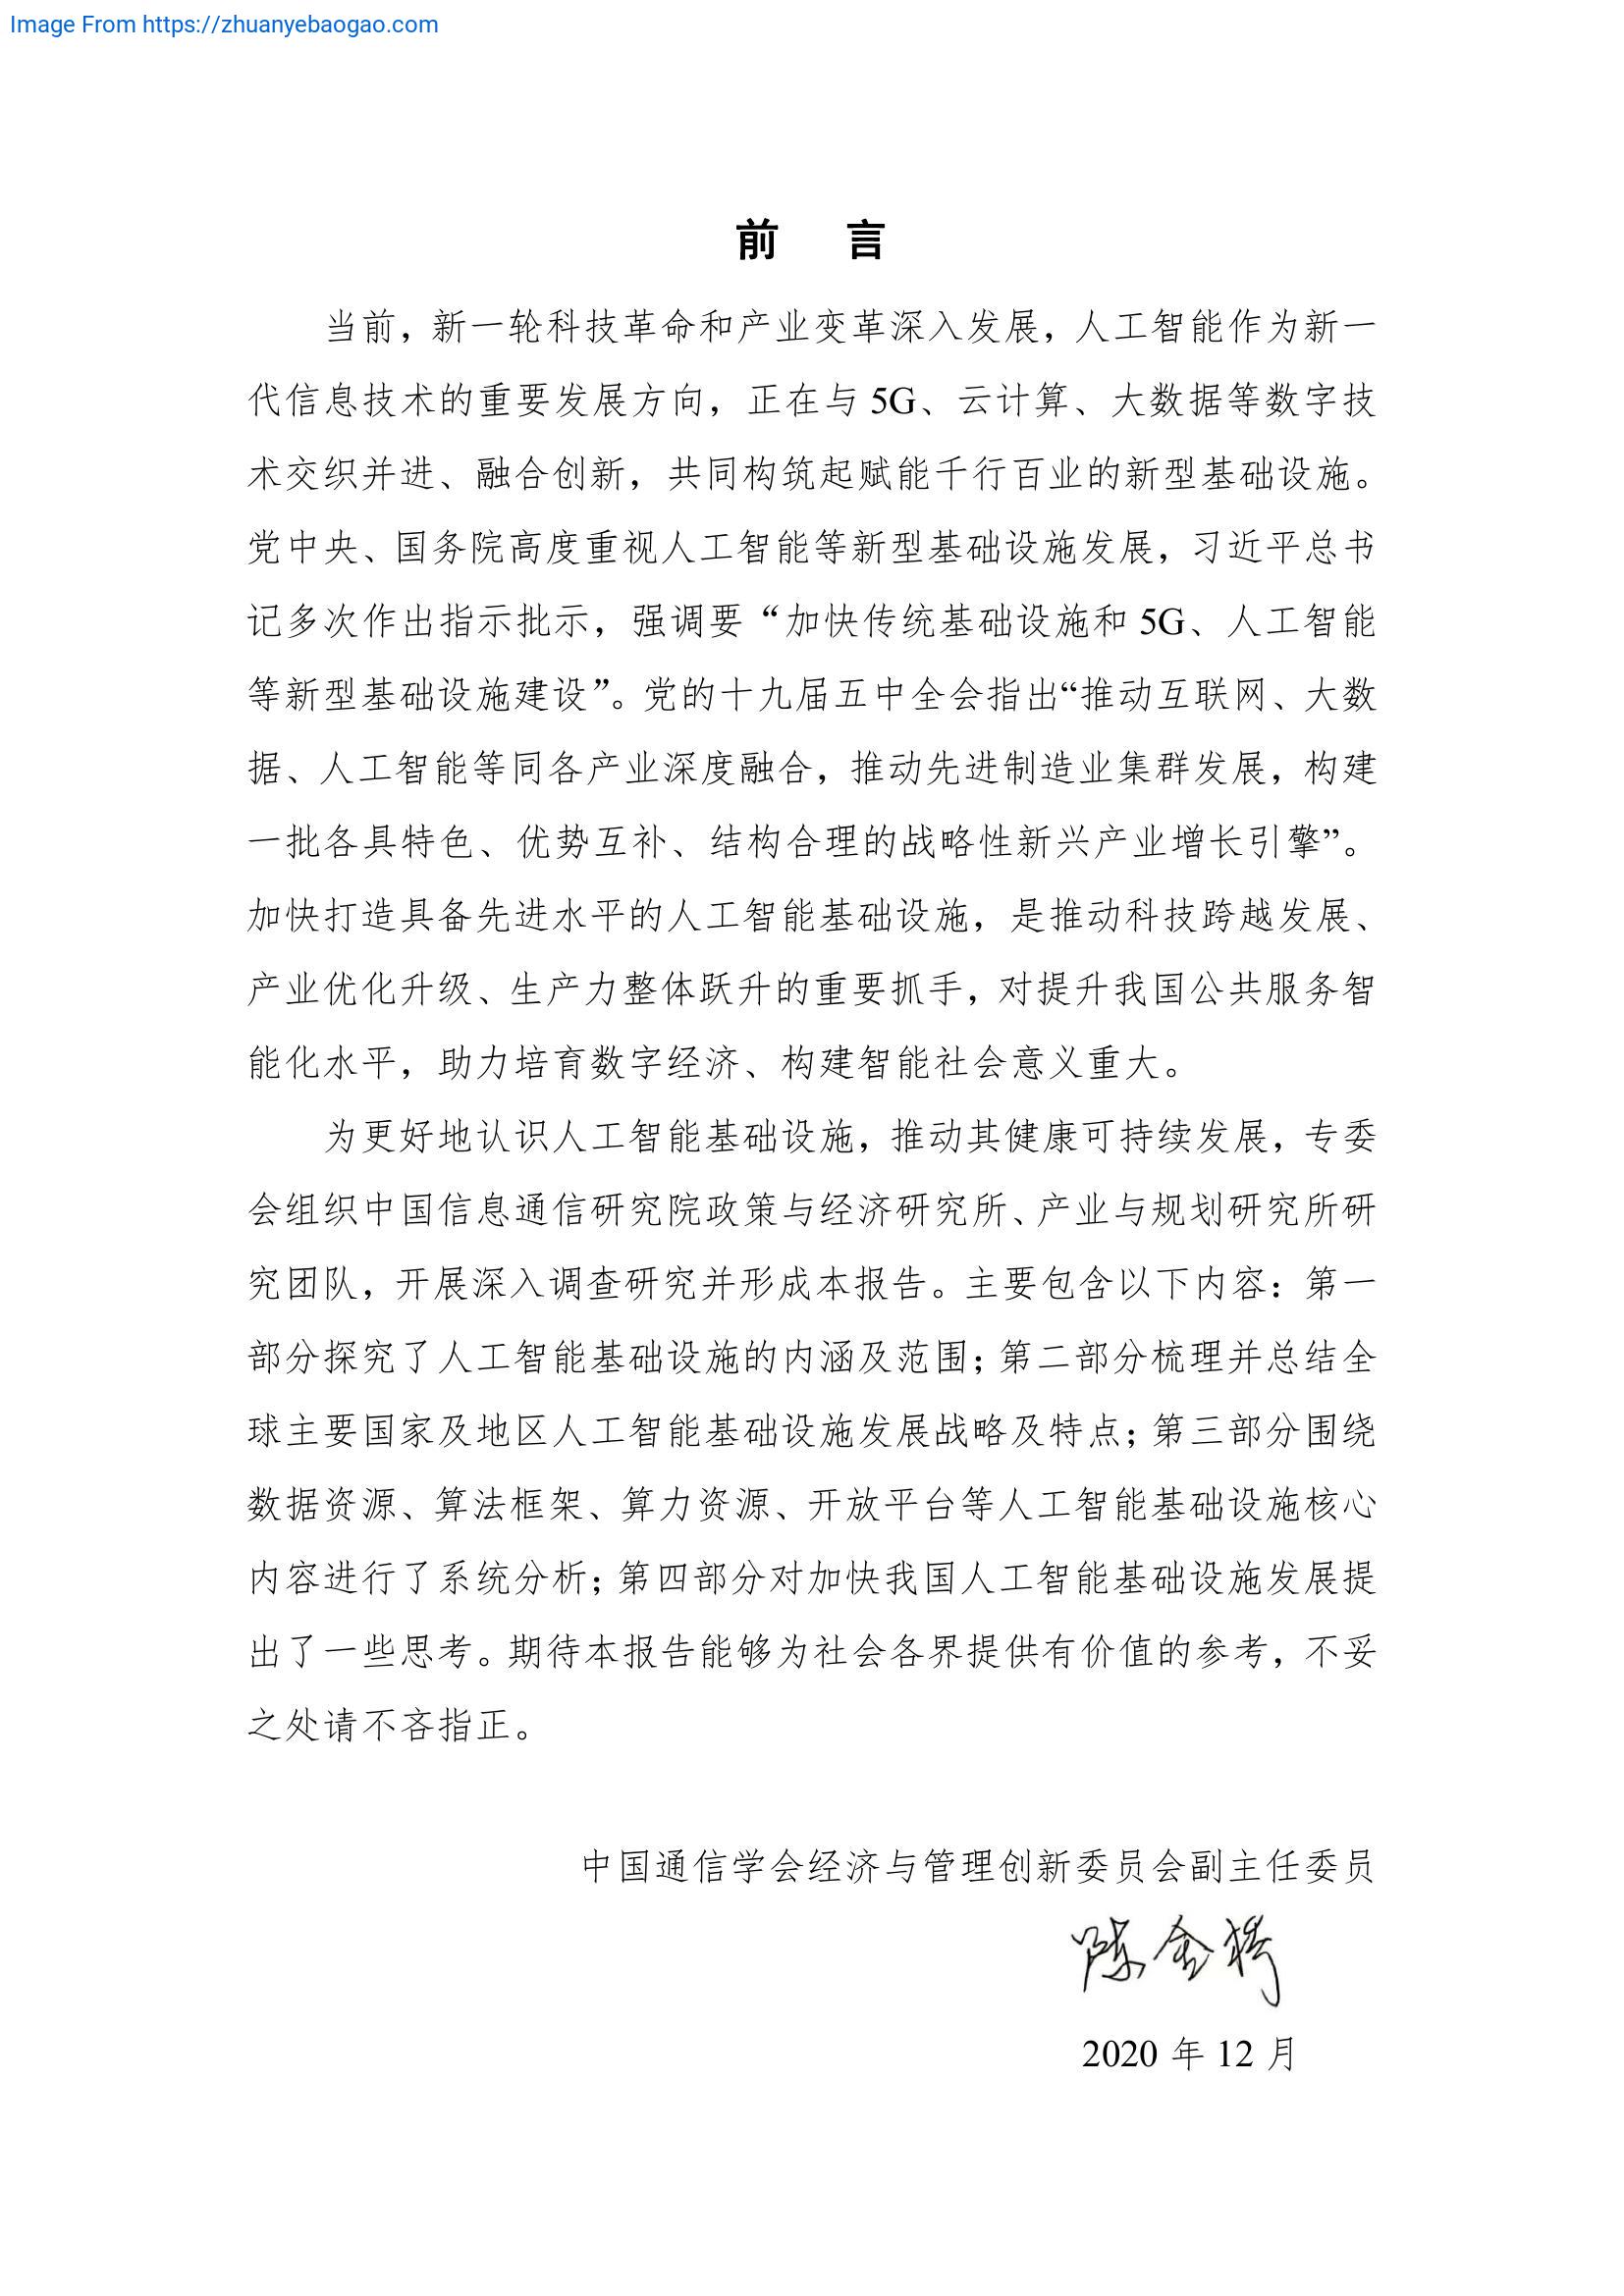 Image From https://zhuanyebaogao.com
前 言
当前，新一轮科技革命和产业变革深入发展，人工智能作为新一
代信息技术的重要发展方向，正在与 5G、云计算、大数据等数字技
术交织并进、融合创新，共同构筑起赋能千行百业的新型基础设施。
党中央、国务院高度重视人工智能等新型基础设施发展，习近平总书
记多次作出指示批示，强调要“加快传统基础设施和 5G、人工智能
等新型基础设施建设”。党的十九届五中全会指出“推动互联网、大数
据、人工智能等同各产业深度融合，推动先进制造业集群发展，构建
一批各具特色、优势互补、结构合理的战略性新兴产业增长引擎”。
加快打造具备先进水平的人工智能基础设施，是推动科技跨越发展、
产业优化升级、生产力整体跃升的重要抓手，对提升我国公共服务智
能化水平，助力培育数字经济、构建智能社会意义重大。
为更好地认识人工智能基础设施，推动其健康可持续发展，专委
会组织中国信息通信研究院政策与经济研究所、产业与规划研究所研
究团队，开展深入调查研究并形成本报告。主要包含以下内容：第一
部分探究了人工智能基础设施的内涵及范围；第二部分梳理并总结全
球主要国家及地区人工智能基础设施发展战略及特点；第三部分围绕
数据资源、算法框架、算力资源、开放平台等人工智能基础设施核心
内容进行了系统分析；第四部分对加快我国人工智能基础设施发展提
出了一些思考。期待本报告能够为社会各界提供有价值的参考，不妥
之处请不吝指正。
中国通信学会经济与管理创新委员会副主任委员
陈金桥
2020 年 12 月